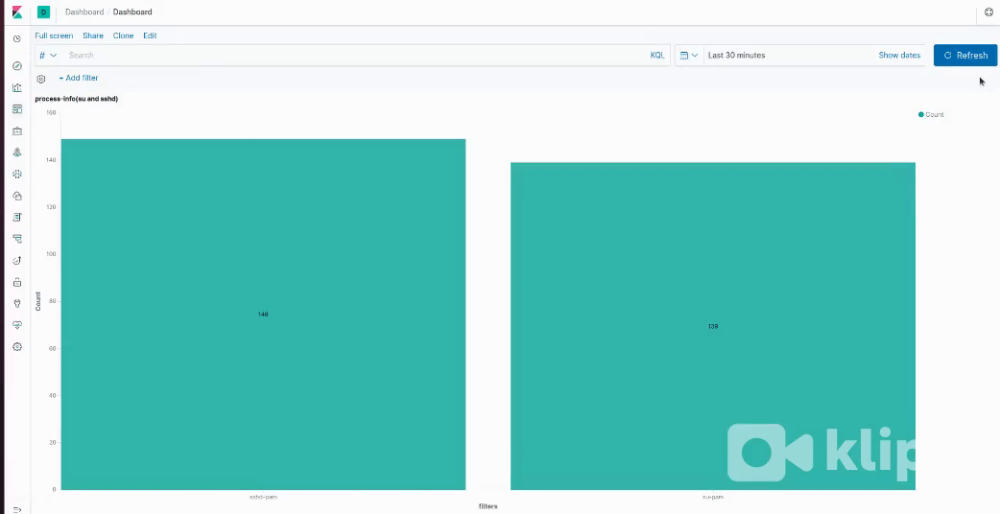 D Dashboard / Dashboard
Full screen Share Clone Edit
# Search KQL Last 30 minutes Show dates Refresh
+ Add filter
process-info(su and sshd)
Count
160
140
120
100
80
60
40
20
0
Count
149
139
sshd-pam
su-pam
filters
klip